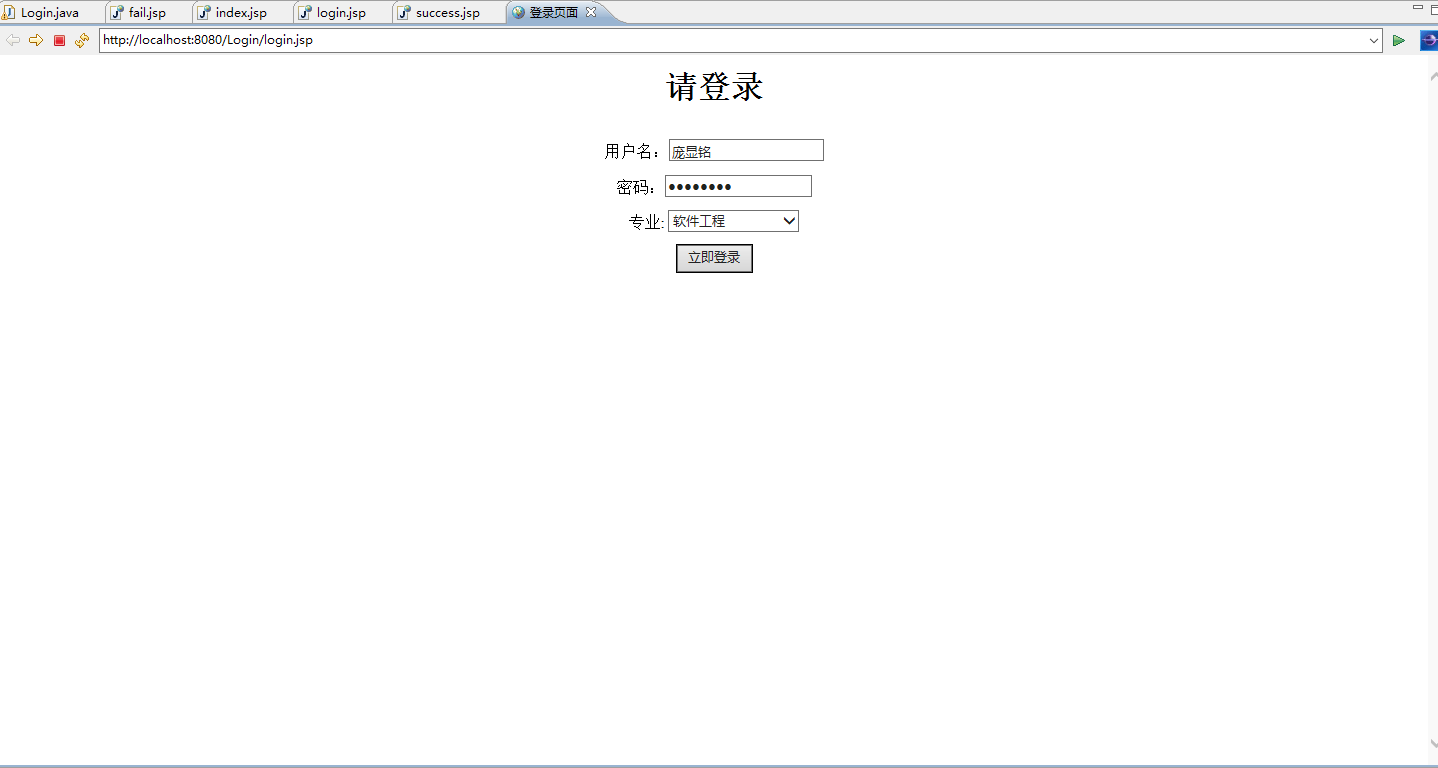 Login.java fail.jsp index.jsp login.jsp success.jsp 登录页面
http://localhost:8080/Login/login.jsp
请登录
用户名： 庞显铭
密码： ••••••••
专业: 软件工程
立即登录